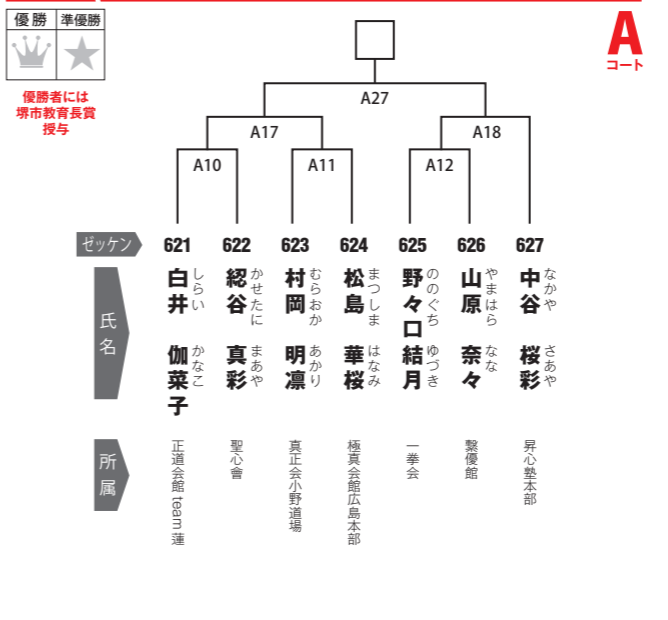 優勝 準優勝
優勝者には
堺市教育長賞
授与
A
コート
A27
A17 A18
A10 A11 A12
ゼッケン 621 622 623 624 625 626 627
氏名
白井 伽菜子
しらい かなこ
綛谷 真彩
かせたに まあや
村岡 明凛
むらおか あかり
松島 華桜
まつしま はなみ
野々口 結月
ののぐち ゆづき
山原 奈々
やまはら なな
中谷 桜彩
なかや さあや
所属
正道会館 team 蓮
聖心會
真正会小野道場
極真会館広島本部
一拳会
繋優館
昇心塾本部